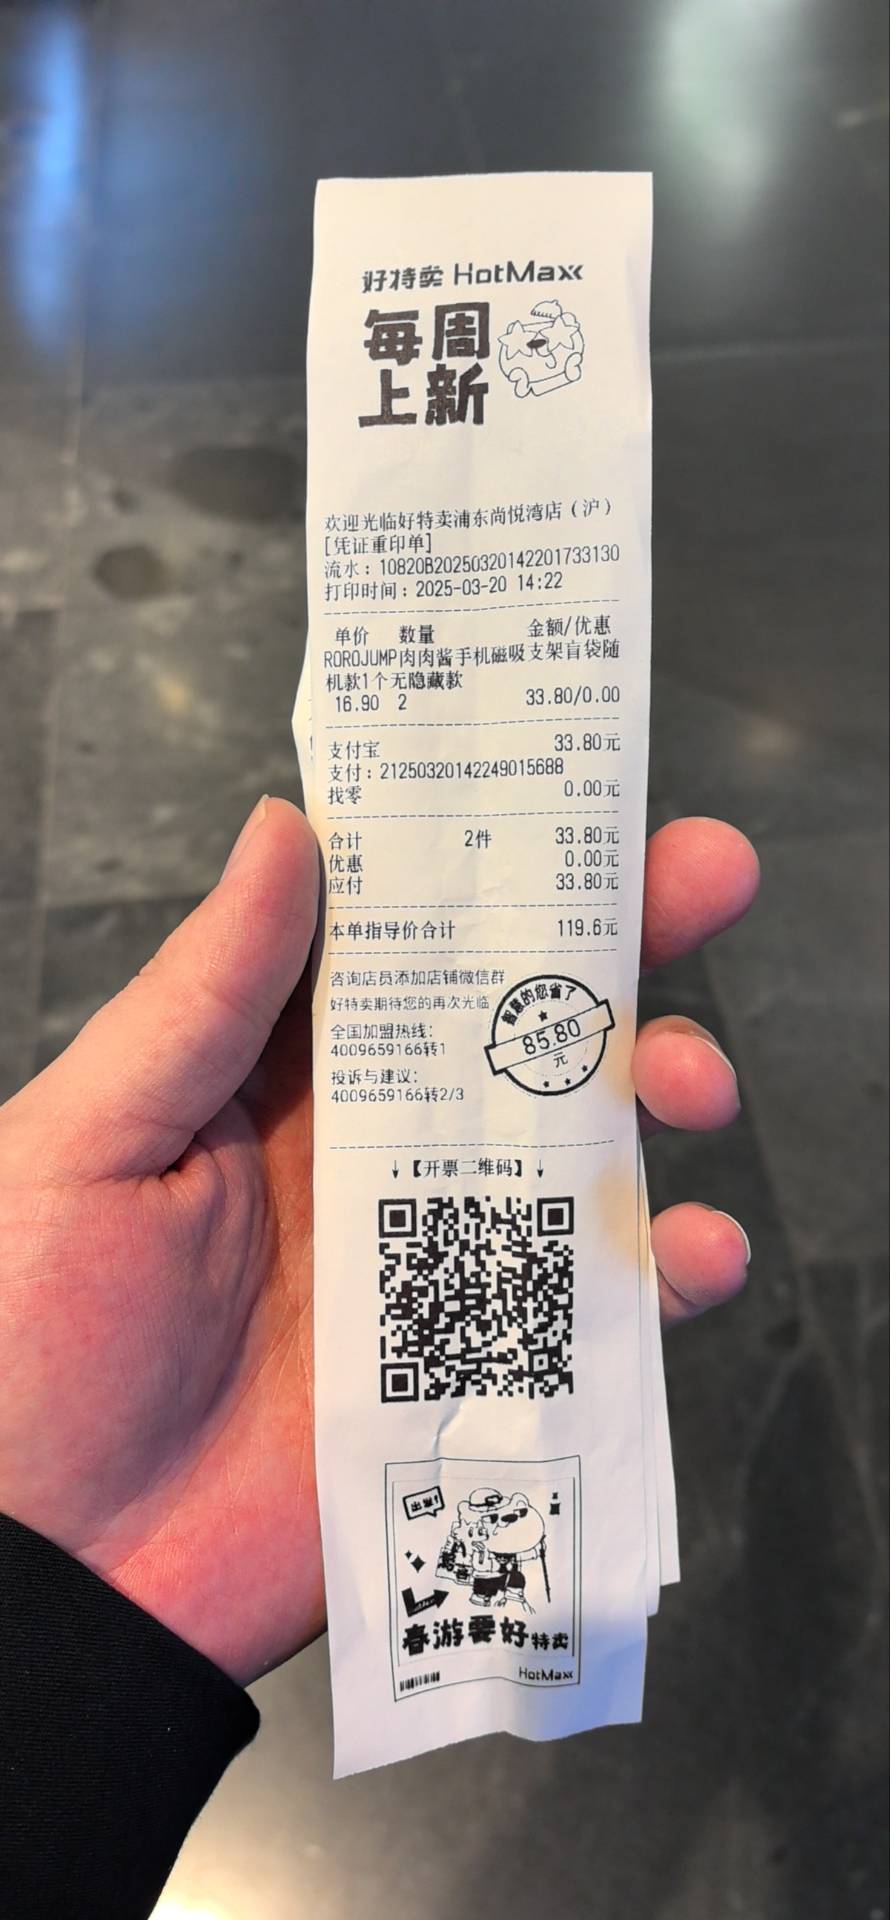 好特卖 HotMaxx
每周
上新
欢迎光临好特卖浦东尚悦湾店（沪）
[凭证重印单]
流水：10820B20250320142201733130
打印时间：2025-03-20 14:22
单价 数量 金额/优惠
ROROJUMP肉肉酱手机磁吸支架盲袋随
机款1个无隐藏款
16.90 2 33.80/0.00
支付宝 33.80元
支付：21250320142249015688
找零 0.00元
合计 2件 33.80元
优惠 0.00元
应付 33.80元
本单指导价合计 119.6元
咨询店员添加店铺微信群
好特卖期待您的再次光临
全国加盟热线：
4009659166转1
投诉与建议：
4009659166转2/3
智慧的您省了
85.80
元
↓【开票二维码】↓
出发！
春游要好特卖
HotMaxx